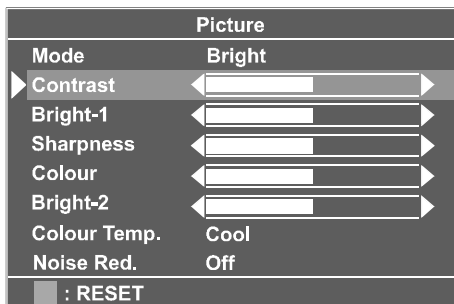 Picture
Mode Bright
Contrast
Bright-1
Sharpness
Colour
Bright-2
Colour Temp. Cool
Noise Red. Off
: RESET